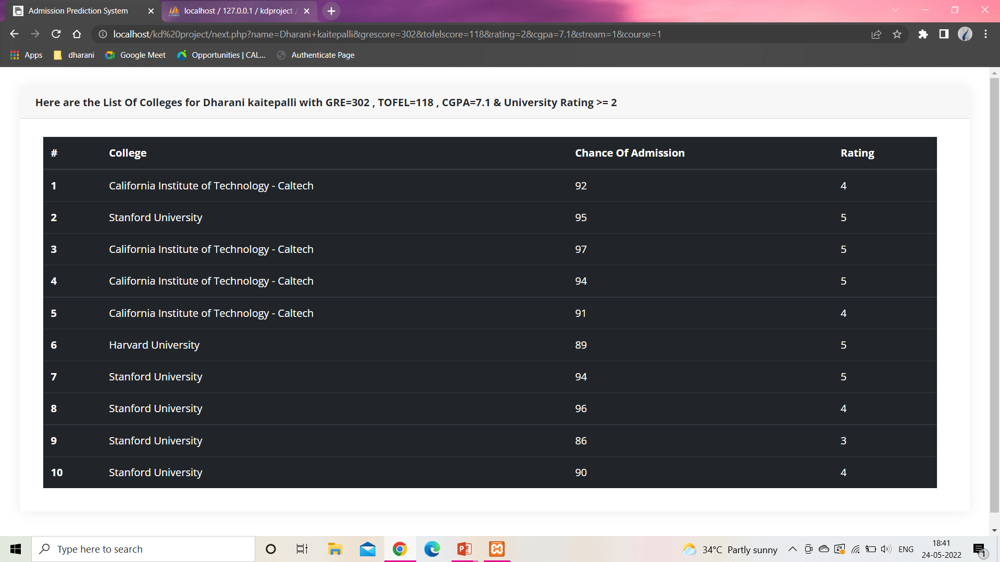 Admission Prediction System
localhost / 127.0.0.1 / kdproject /
localhost/kd%20project/next.php?name=Dharani+kaitepalli&grescore=302&tofelscore=118&rating=2&cgpa=7.1&stream=1&course=1
Apps dharani Google Meet Opportunities | CAL... Authenticate Page
Here are the List Of Colleges for Dharani kaitepalli with GRE=302 , TOFEL=118 , CGPA=7.1 & University Rating >= 2
# College Chance Of Admission Rating
1 California Institute of Technology - Caltech 92 4
2 Stanford University 95 5
3 California Institute of Technology - Caltech 97 5
4 California Institute of Technology - Caltech 94 5
5 California Institute of Technology - Caltech 91 4
6 Harvard University 89 5
7 Stanford University 94 5
8 Stanford University 96 4
9 Stanford University 86 3
10 Stanford University 90 4
Type here to search
34°C Partly sunny
ENG
18:41
24-05-2022
1